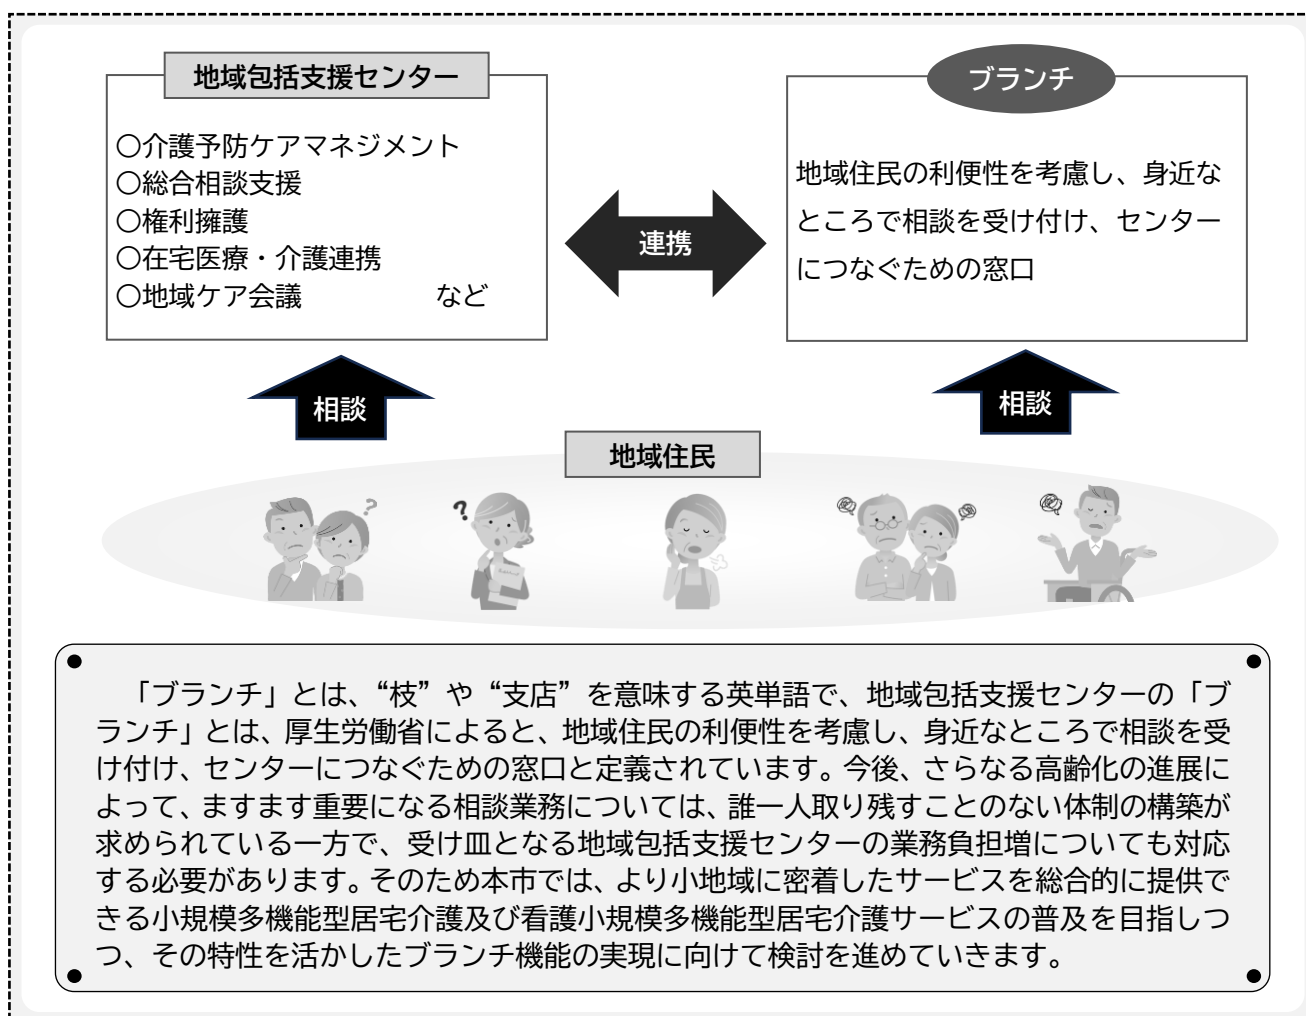 地域包括支援センター
○介護予防ケアマネジメント
○総合相談支援
○権利擁護
○在宅医療・介護連携
○地域ケア会議　　　　　など
連携
ブランチ
地域住民の利便性を考慮し、身近な
ところで相談を受け付け、センター
につなぐための窓口
相談
相談
地域住民
?
?
「ブランチ」とは、“枝”や“支店”を意味する英単語で、地域包括支援センターの「ブ
ランチ」とは、厚生労働省によると、地域住民の利便性を考慮し、身近なところで相談を受
け付け、センターにつなぐための窓口と定義されています。今後、さらなる高齢化の進展に
よって、ますます重要になる相談業務については、誰一人取り残すことのない体制の構築が
求められている一方で、受け皿となる地域包括支援センターの業務負担増についても対応
する必要があります。そのため本市では、より小地域に密着したサービスを総合的に提供で
きる小規模多機能型居宅介護及び看護小規模多機能型居宅介護サービスの普及を目指しつ
つ、その特性を活かしたブランチ機能の実現に向けて検討を進めていきます。